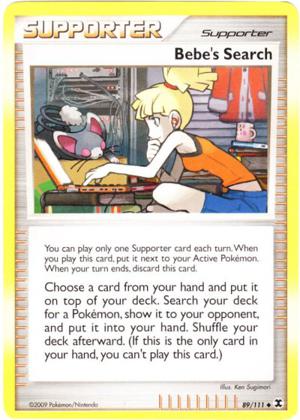 SUPPORTER
Supporter
Bebe's Search
You can play only one Supporter card each turn. When
you play this card, put it next to your Active Pokémon.
When your turn ends, discard this card.
Choose a card from your hand and put it
on top of your deck. Search your deck
for a Pokémon, show it to your opponent,
and put it into your hand. Shuffle your
deck afterward. (If this is the only card in
your hand, you can't play this card.)
Illus. Ken Sugimori
©2009 Pokémon/Nintendo
89/111